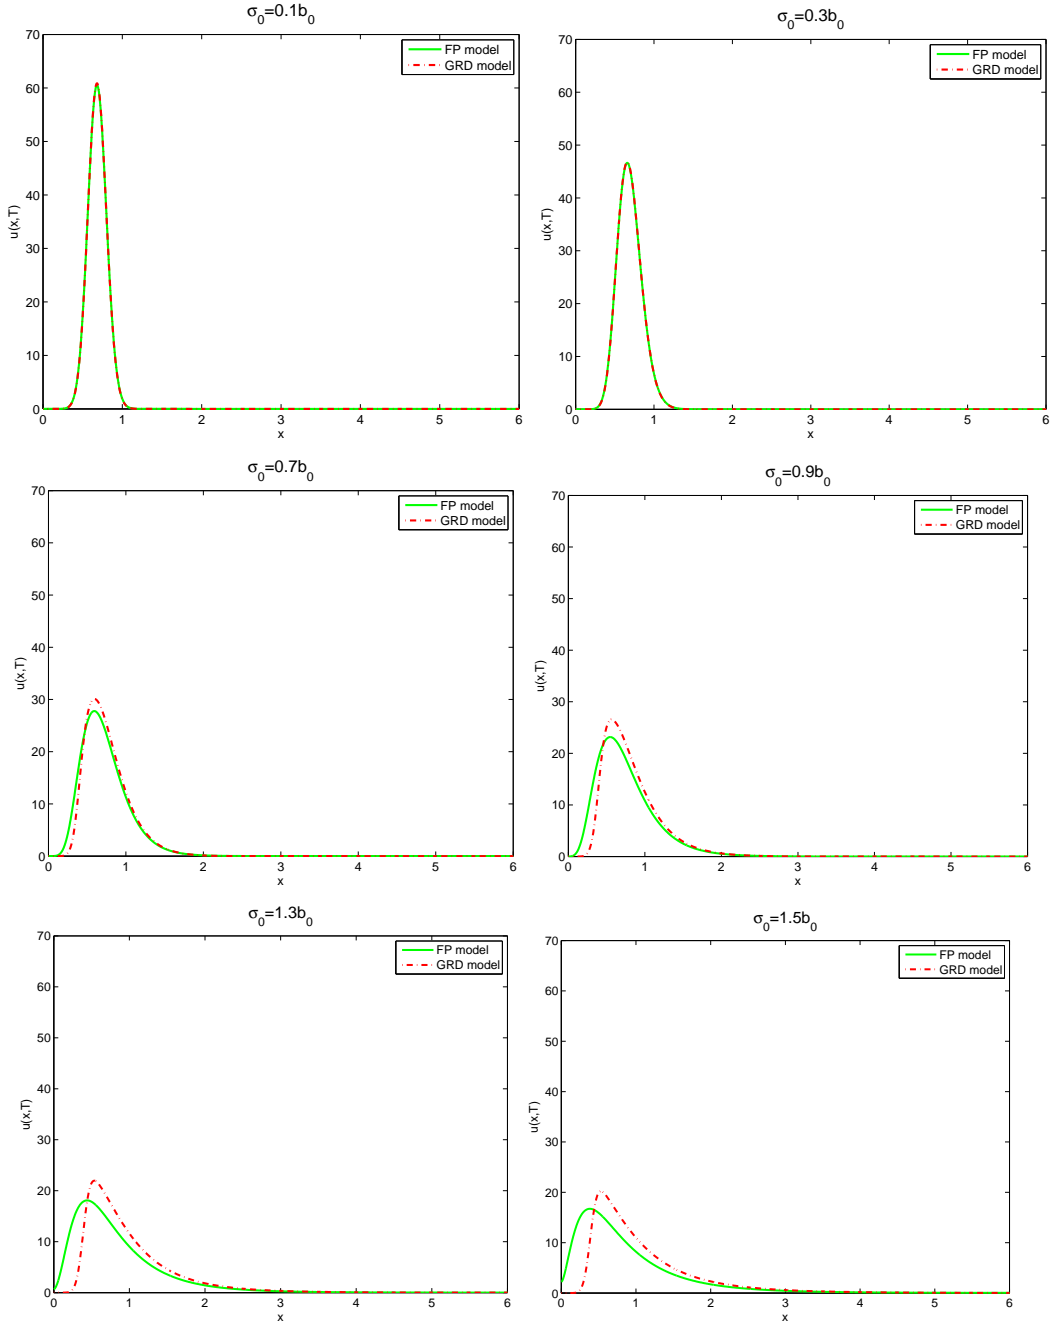 σ₀=0.1b₀
70
60
50
40
30
20
10
0
u(x,T)
FP model
GRD model
0 1 2 3 4 5 6
x
σ₀=0.3b₀
70
60
50
40
30
20
10
0
u(x,T)
FP model
GRD model
0 1 2 3 4 5 6
x
σ₀=0.7b₀
70
60
50
40
30
20
10
0
u(x,T)
FP model
GRD model
0 1 2 3 4 5 6
x
σ₀=0.9b₀
70
60
50
40
30
20
10
0
u(x,T)
FP model
GRD model
0 1 2 3 4 5 6
x
σ₀=1.3b₀
70
60
50
40
30
20
10
0
u(x,T)
FP model
GRD model
0 1 2 3 4 5 6
x
σ₀=1.5b₀
70
60
50
40
30
20
10
0
u(x,T)
FP model
GRD model
0 1 2 3 4 5 6
x